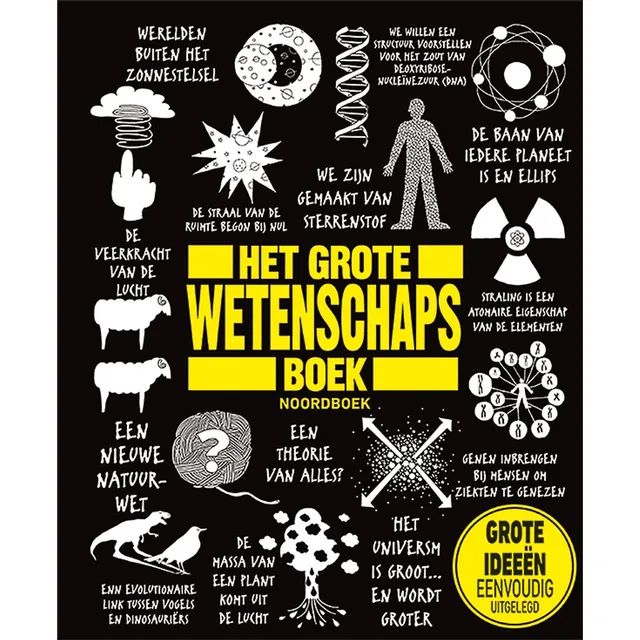 WERELDEN
BUITEN HET
ZONNESTELSEL
WE WILLEN EEN
STRUCTUUR VOORSTELLEN
VOOR HET ZOUT VAN
DEOXYRIBOSE-
NUCLEÏNEZUUR (DNA)
DE BAAN VAN
IEDERE PLANEET
IS EN ELLIPS
DE STRAAL VAN DE
RUIMTE BEGON BIJ NUL
WE ZIJN
GEMAAKT VAN
STERRENSTOF
DE
VEERKRACHT
VAN DE
LUCHT
STRALING IS EEN
ATOMAIRE EIGENSCHAP
VAN DE ELEMENTEN
HET GROTE
WETENSCHAPS
BOEK
NOORDBOEK
EEN
NIEUWE
NATUUR-
WET
?
EEN
THEORIE
VAN ALLES?
GENEN INBRENGEN
BIJ MENSEN OM
ZIEKTEN TE GENEZEN
ENN EVOLUTIONAIRE
LINK TUSSEN VOGELS
EN DINOSAURIËRS
DE
MASSA VAN
EEN PLANT
KOMT UIT
DE LUCHT
HET
UNIVERSM
IS GROOT...
EN WORDT
GROTER
GROTE
IDEEËN
EENVOUDIG
UITGELEGD